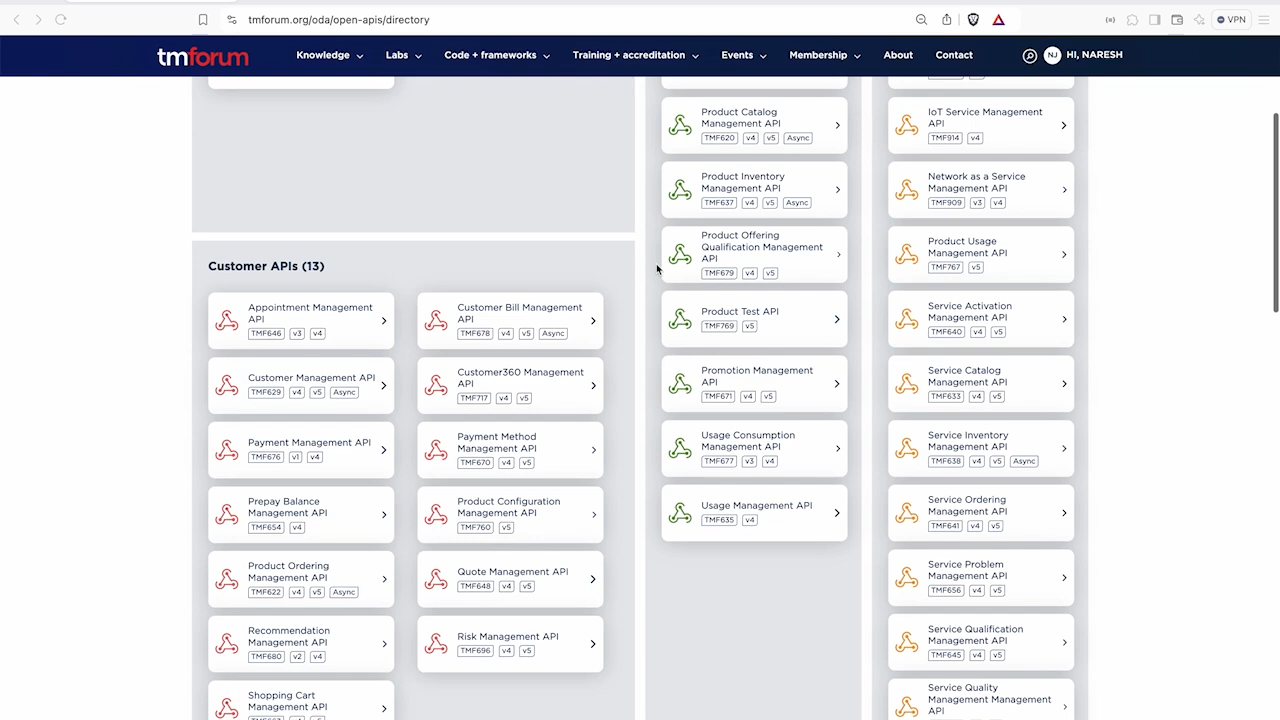 tmforum.org/oda/open-apis/directory
VPN
tmforum
Knowledge
Labs
Code + frameworks
Training + accreditation
Events
Membership
About
Contact
NJ
HI, NARESH
Customer APIs (13)
Appointment Management
API
TMF646 v3 v4
Customer Management API
TMF629 v4 v5 Async
Payment Management API
TMF676 v1 v4
Prepay Balance
Management API
TMF654 v4
Product Ordering
Management API
TMF622 v4 v5 Async
Recommendation
Management API
TMF680 v2 v4
Shopping Cart
Management API
Customer Bill Management
API
TMF678 v4 v5 Async
Customer360 Management
API
TMF717 v4 v5
Payment Method
Management API
TMF670 v4 v5
Product Configuration
Management API
TMF760 v5
Quote Management API
TMF648 v4 v5
Risk Management API
TMF696 v4 v5
Product Catalog
Management API
TMF620 v4 v5 Async
Product Inventory
Management API
TMF637 v4 v5 Async
Product Offering
Qualification Management
API
TMF679 v4 v5
Product Test API
TMF769 v5
Promotion Management
API
TMF671 v4 v5
Usage Consumption
Management API
TMF677 v3 v4
Usage Management API
TMF635 v4
IoT Service Management
API
TMF914 v4
Network as a Service
Management API
TMF909 v3 v4
Product Usage
Management API
TMF767 v5
Service Activation
Management API
TMF640 v4 v5
Service Catalog
Management API
TMF633 v4 v5
Service Inventory
Management API
TMF638 v4 v5 Async
Service Ordering
Management API
TMF641 v4 v5
Service Problem
Management API
TMF656 v4 v5
Service Qualification
Management API
TMF645 v4 v5
Service Quality
Management Management
API